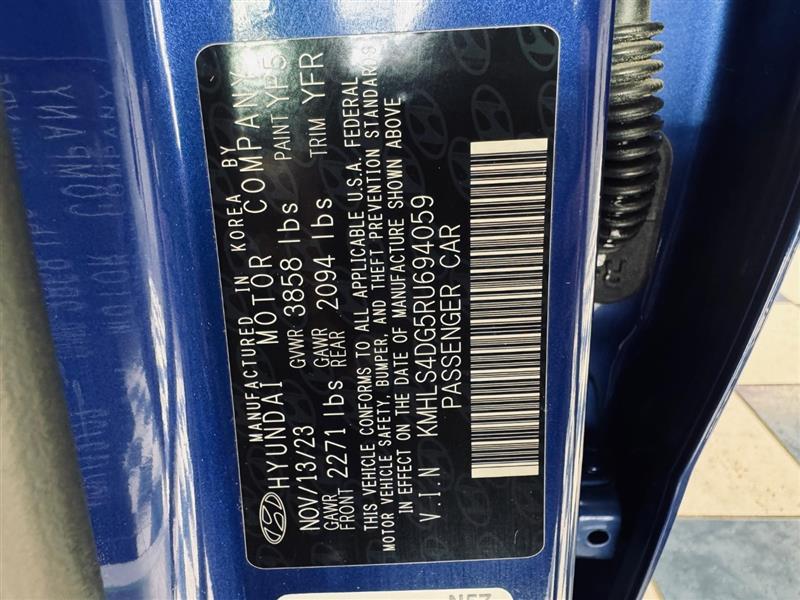 MANUFACTURED IN KOREA BY
HYUNDAI MOTOR COMPANY
NOV/13/23 GVWR 3858 lbs PAINT YP5
GAWR FRONT 2271 lbs GAWR REAR 2094 lbs TRIM YFR
THIS VEHICLE CONFORMS TO ALL APPLICABLE U.S.A. FEDERAL
MOTOR VEHICLE SAFETY, BUMPER, AND THEFT PREVENTION STANDARDS
IN EFFECT ON THE DATE OF MANUFACTURE SHOWN ABOVE
V.I.N KMHLS4DG5RU694059
PASSENGER CAR